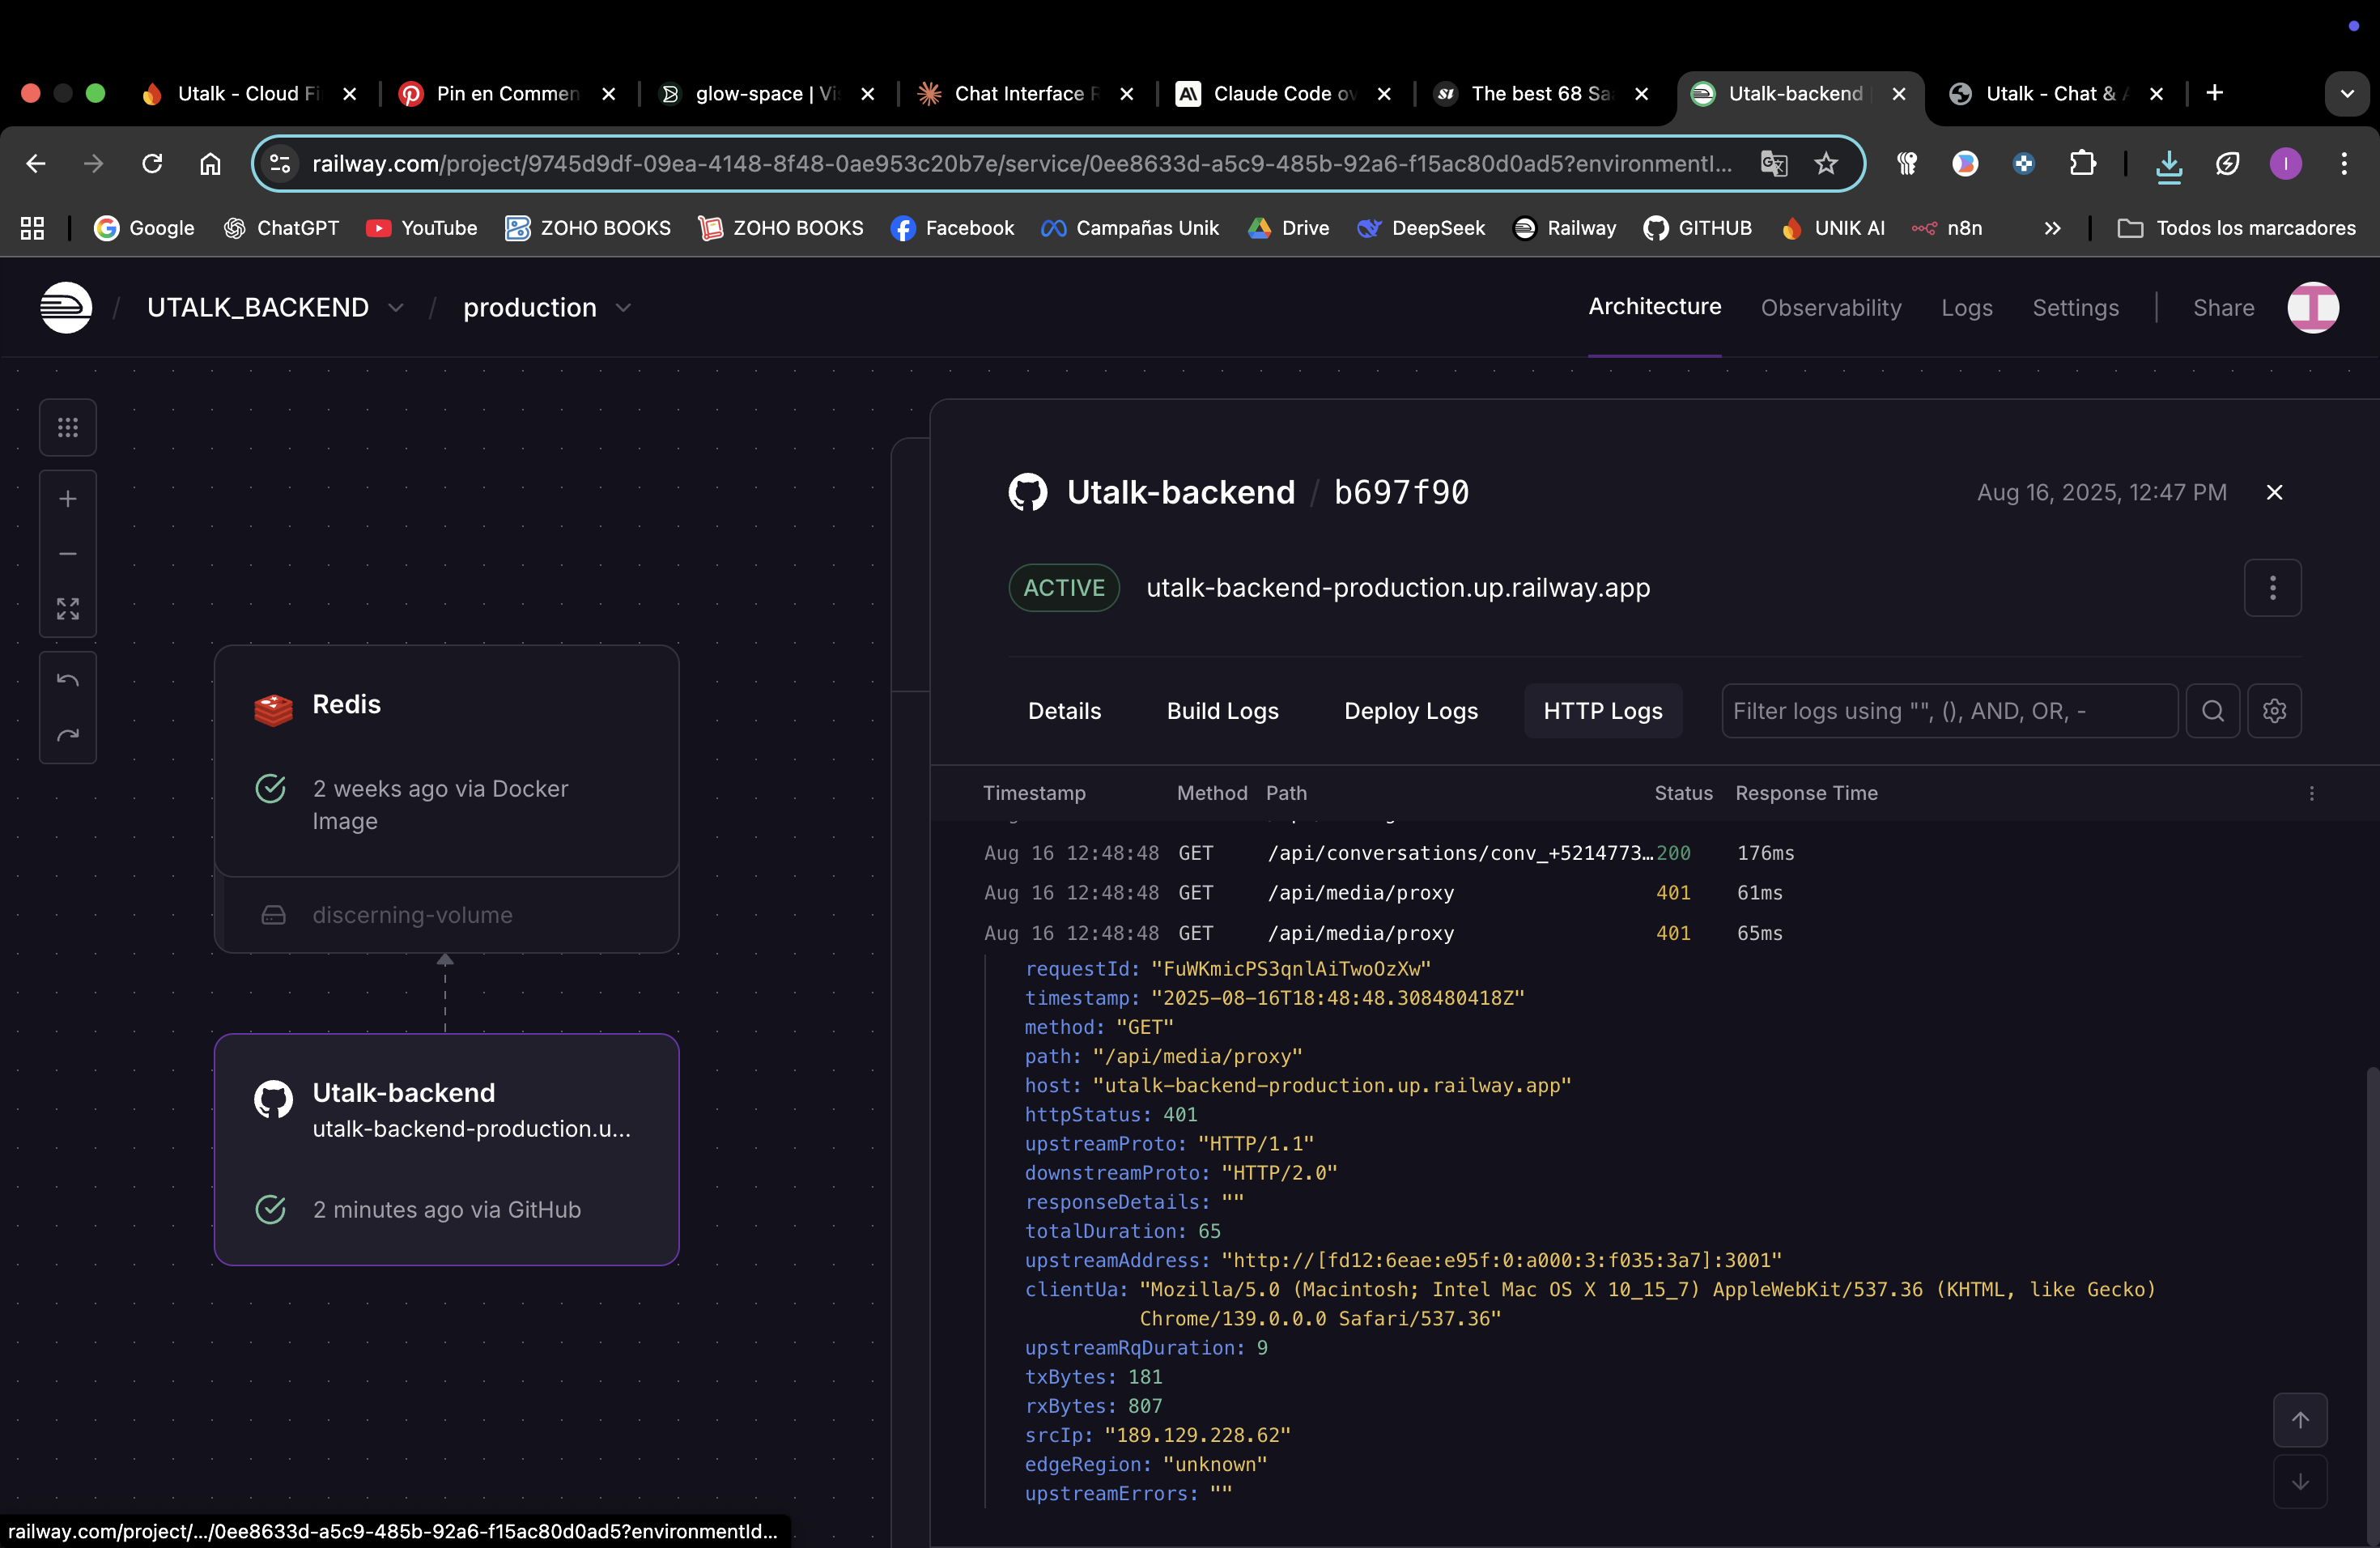 Utalk - Cloud Fi
Pin en Commen
glow-space | Vis
Chat Interface R
Claude Code ov
The best 68 Saa
Utalk-backend
Utalk - Chat & A
railway.com/project/9745d9df-09ea-4148-8f48-0ae953c20b7e/service/0ee8633d-a5c9-485b-92a6-f15ac80d0ad5?environmentI...
Google
ChatGPT
YouTube
ZOHO BOOKS
ZOHO BOOKS
Facebook
Campañas Unik
Drive
DeepSeek
Railway
GITHUB
UNIK AI
n8n
Todos los marcadores
/ UTALK_BACKEND / production
Architecture
Observability
Logs
Settings
Share
Redis
2 weeks ago via Docker
Image
discerning-volume
Utalk-backend
utalk-backend-production.u...
2 minutes ago via GitHub
Utalk-backend / b697f90
Aug 16, 2025, 12:47 PM
ACTIVE
utalk-backend-production.up.railway.app
Details
Build Logs
Deploy Logs
HTTP Logs
Filter logs using "", (), AND, OR, -
Timestamp Method Path Status Response Time
Aug 16 12:48:48 GET /api/conversations/conv_+5214773… 200 176ms
Aug 16 12:48:48 GET /api/media/proxy 401 61ms
Aug 16 12:48:48 GET /api/media/proxy 401 65ms
requestId: "FuWKmicPS3qnlAiTwoOzXw"
timestamp: "2025-08-16T18:48:48.308480418Z"
method: "GET"
path: "/api/media/proxy"
host: "utalk-backend-production.up.railway.app"
httpStatus: 401
upstreamProto: "HTTP/1.1"
downstreamProto: "HTTP/2.0"
responseDetails: ""
totalDuration: 65
upstreamAddress: "http://[fd12:6eae:e95f:0:a000:3:f035:3a7]:3001"
clientUa: "Mozilla/5.0 (Macintosh; Intel Mac OS X 10_15_7) AppleWebKit/537.36 (KHTML, like Gecko)
Chrome/139.0.0.0 Safari/537.36"
upstreamRqDuration: 9
txBytes: 181
rxBytes: 807
srcIp: "189.129.228.62"
edgeRegion: "unknown"
upstreamErrors: ""
railway.com/project/.../0ee8633d-a5c9-485b-92a6-f15ac80d0ad5?environmentId...